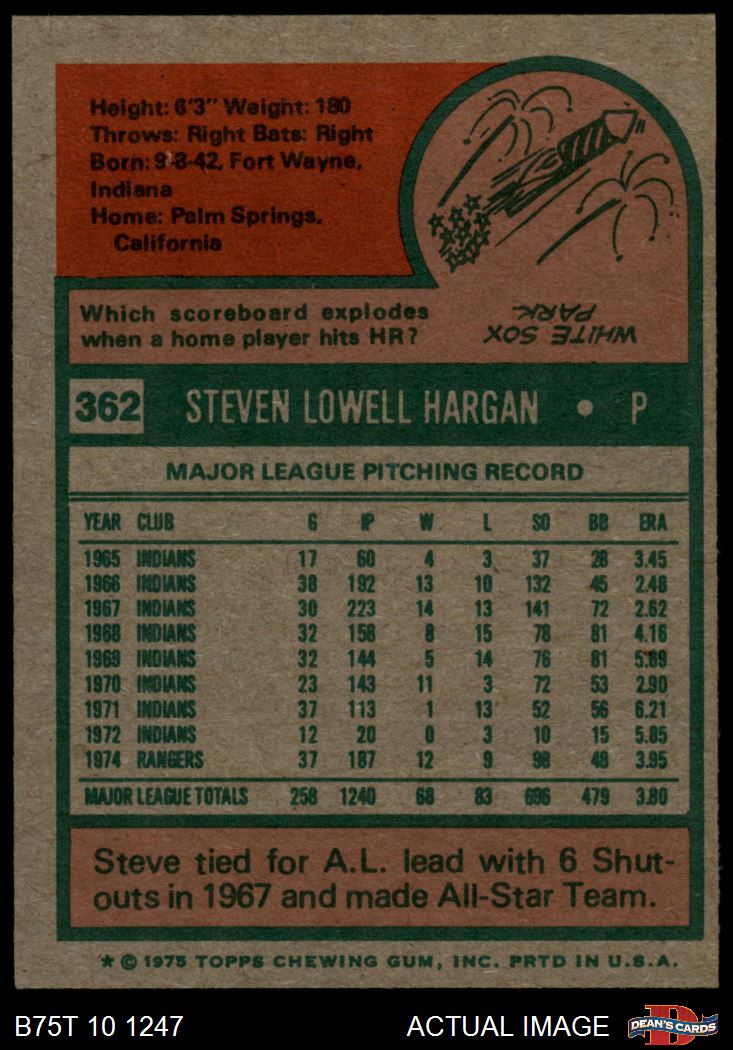 Height: 6'3" Weight: 180
Throws: Right Bats: Right
Born: 9-8-42, Fort Wayne,
Indiana
Home: Palm Springs,
California
Which scoreboard explodes
when a home player hits HR?
WHITE SOX
PARK.
362 STEVEN LOWELL HARGAN • P
MAJOR LEAGUE PITCHING RECORD
YEAR CLUB G IP W L SO BB ERA
1965 INDIANS 17 60 4 3 37 28 3.45
1966 INDIANS 38 192 13 10 132 45 2.48
1967 INDIANS 30 223 14 13 141 72 2.62
1968 INDIANS 32 158 8 15 78 81 4.16
1969 INDIANS 32 144 5 14 76 81 5.69
1970 INDIANS 23 143 11 3 72 53 2.90
1971 INDIANS 37 113 1 13 52 56 6.21
1972 INDIANS 12 20 0 3 10 15 5.85
1974 RANGERS 37 187 12 9 98 48 3.95
MAJOR LEAGUE TOTALS 258 1240 68 83 696 479 3.80
Steve tied for A.L. lead with 6 Shut-
outs in 1967 and made All-Star Team.
* © 1975 TOPPS CHEWING GUM, INC. PRTD IN U.S.A.
B75T 10 1247 ACTUAL IMAGE D DEAN'S CARDS